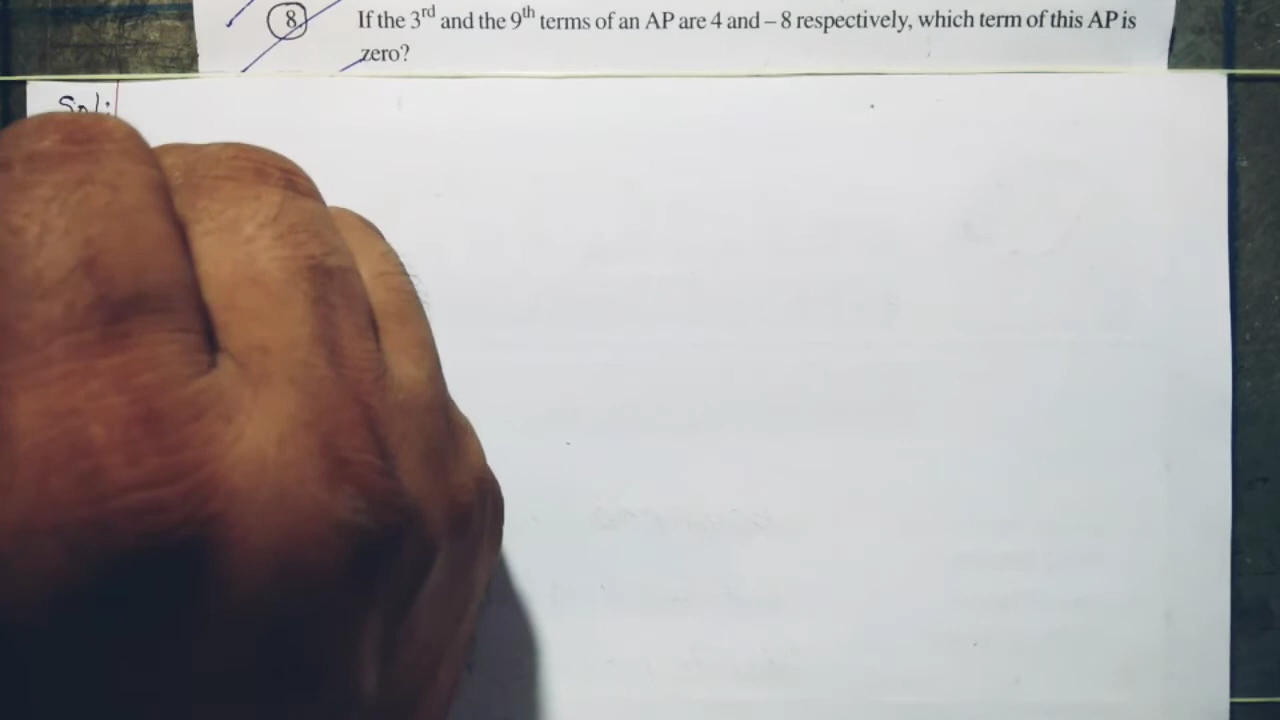 8 If the 3rd and the 9th terms of an AP are 4 and – 8 respectively, which term of this AP is
zero?
Sol: